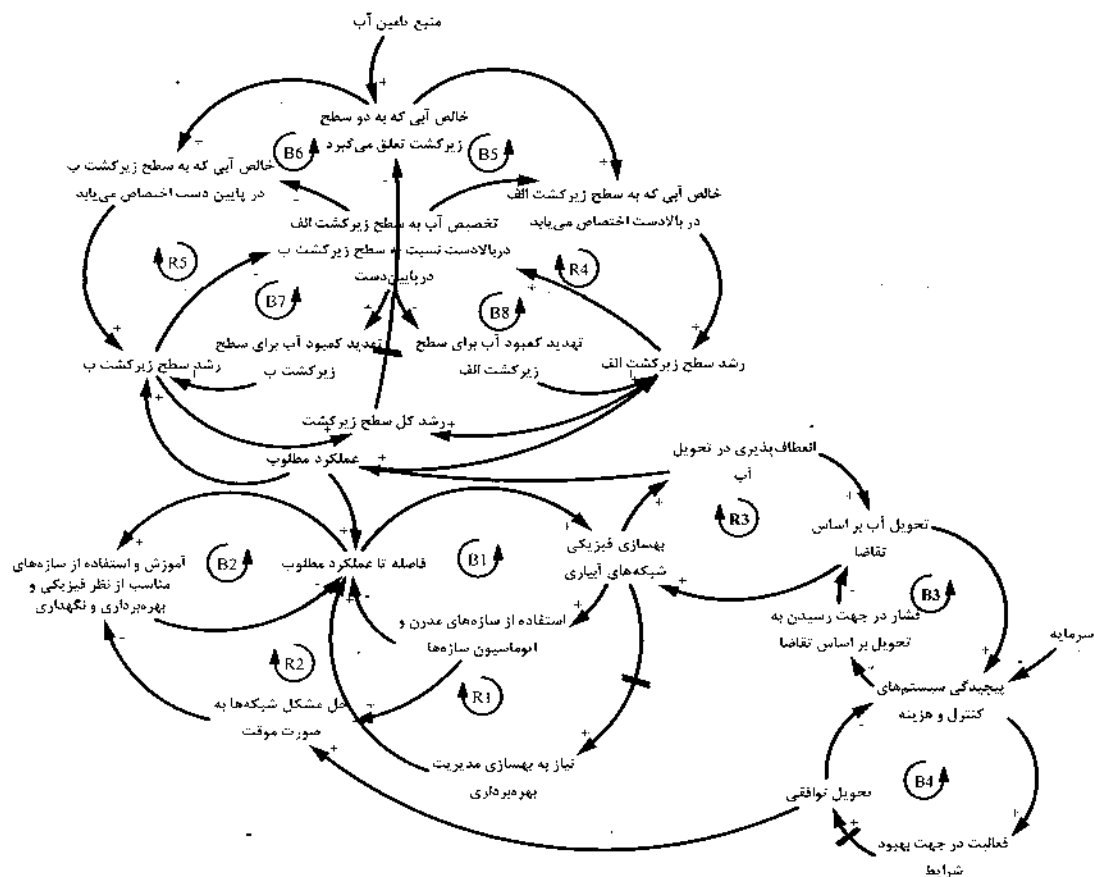 منبع تامین آب
خالص آبی که به دو سطح
زیرکشت تعلق می‌گیرد
B6
B5
خالص آبی که به سطح زیرکشت ب
در پایین دست اختصاص می‌یابد
خالص آبی که به سطح زیرکشت الف
در بالادست اختصاص می‌یابد
تخصیص آب به سطح زیرکشت الف
دربالادست نسبت به سطح زیرکشت ب
درپایین‌دست
R5
R4
B7
B8
تهدید کمبود آب برای سطح
زیرکشت ب
تهدید کمبود آب برای سطح
زیرکشت الف
رشد سطح زیرکشت ب
رشد سطح زیرکشت الف
رشد کل سطح زیرکشت
عملکرد مطلوب
انعطاف‌پذیری در تحویل
آب
R3
تحویل آب بر اساس
تقاضا
بهسازی فیزیکی
شبکه‌های آبیاری
B1
فاصله تا عملکرد مطلوب
B2
آموزش و استفاده از سازه‌های
مناسب از نظر فیزیکی و
بهره‌برداری و نگهداری
B3
فشار در جهت رسیدن به
تحویل بر اساس تقاضا
استفاده از سازه‌های مدرن و
اتوماسیون سازه‌ها
سرمایه
R2
R1
پیچیدگی سیستم‌های
کنترل و هزینه
حل مشکل شبکه‌ها به
صورت موقت
نیاز به بهسازی مدیریت
بهره‌برداری
تحویل توافقی
B4
فعالیت در جهت بهبود
شرایط